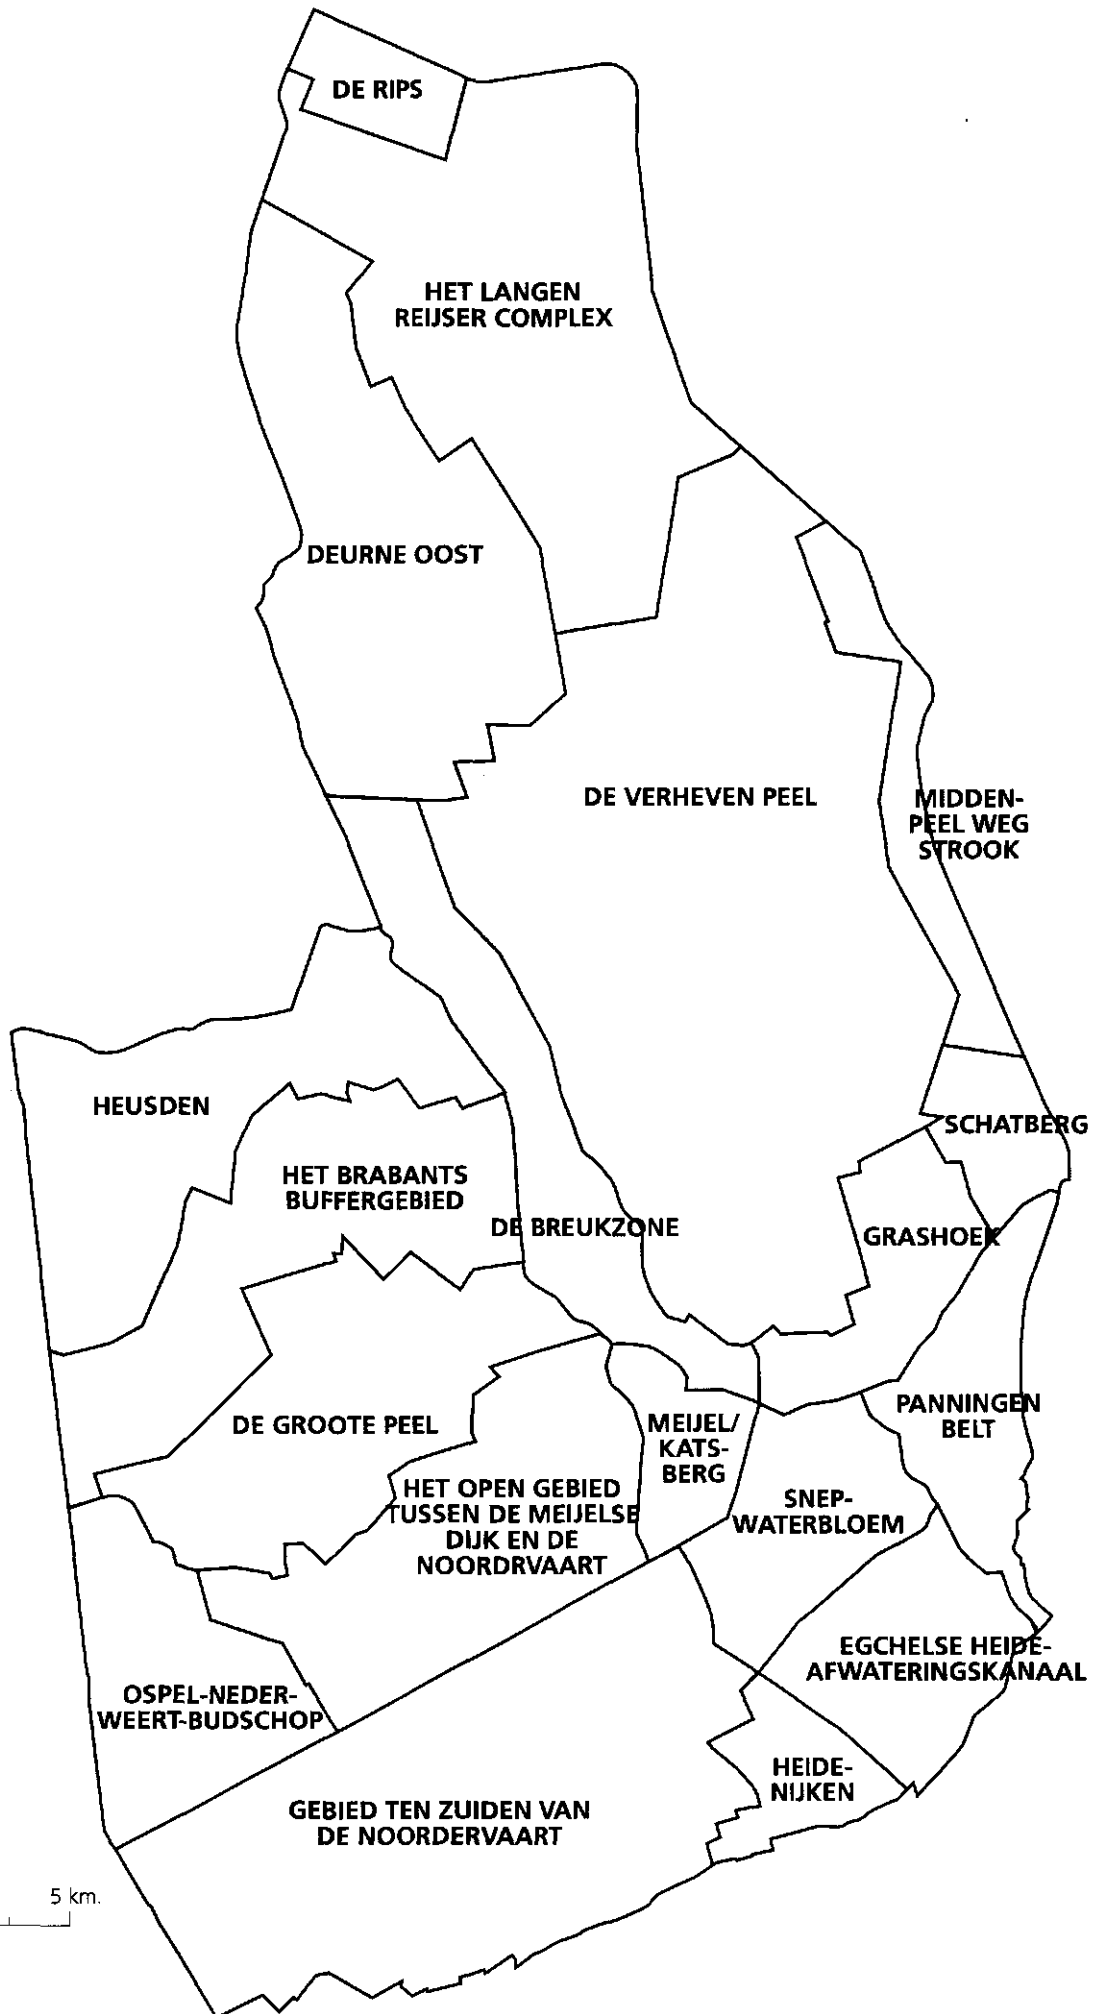 DE RIPS
HET LANGEN
REIJSER COMPLEX
DEURNE OOST
DE VERHEVEN PEEL
MIDDEN-
PEEL WEG
STROOK
HEUSDEN
SCHATBERG
HET BRABANTS
BUFFERGEBIED
DE BREUKZONE
GRASHOEK
DE GROOTE PEEL
MEIJEL/
KATS-
BERG
PANNINGEN
BELT
HET OPEN GEBIED
TUSSEN DE MEIJELSE
DIJK EN DE
NOORDRVAART
SNEP-
WATERBLOEM
EGCHELSE HEIDE-
AFWATERINGSKANAAL
OSPEL-NEDER-
WEERT-BUDSCHOP
HEIDE-
NIJKEN
GEBIED TEN ZUIDEN VAN
DE NOORDERVAART
5 km.